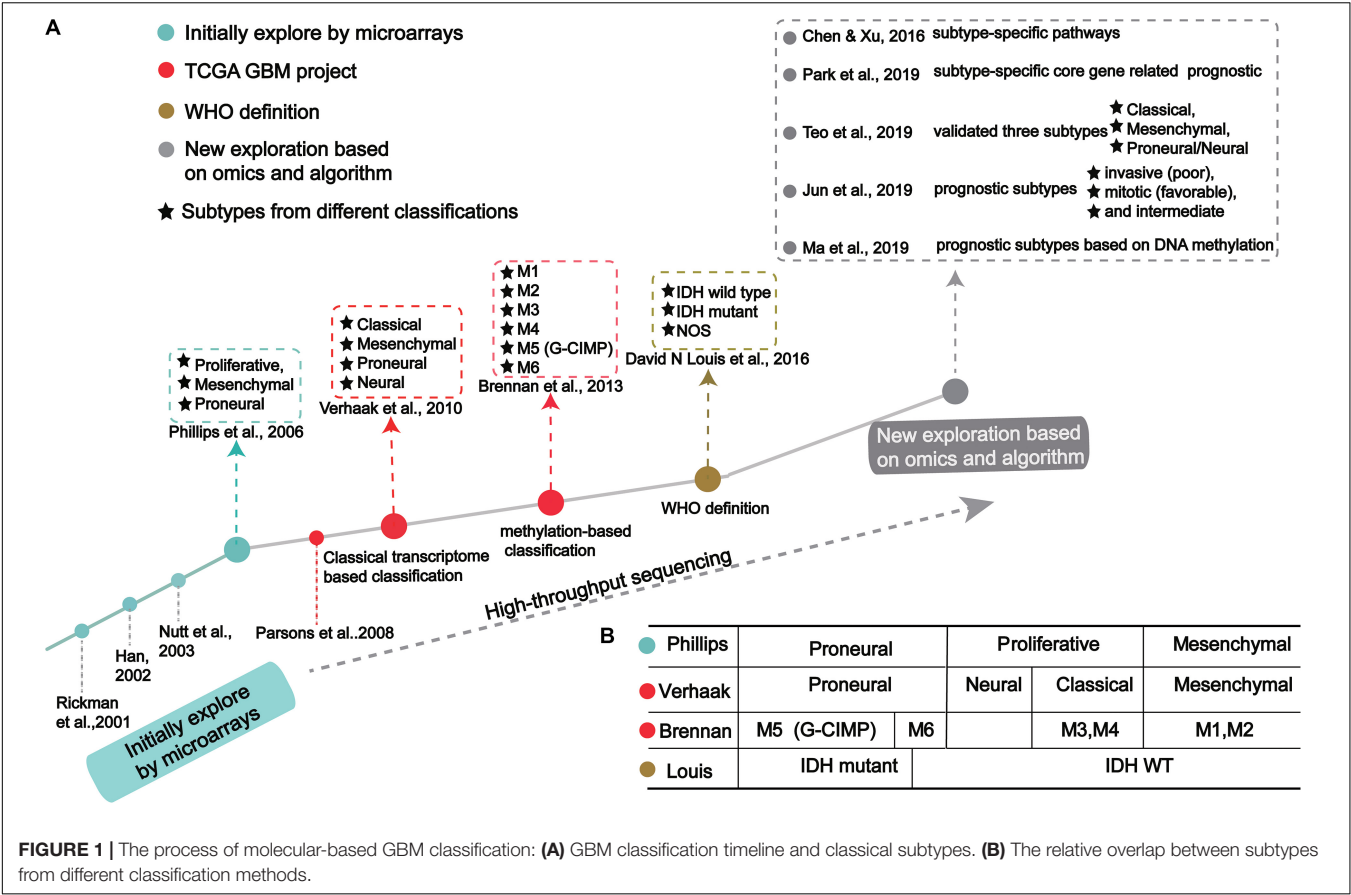 A
Initially explore by microarrays
TCGA GBM project
WHO definition
New exploration based
on omics and algorithm
Subtypes from different classifications
Chen & Xu, 2016 subtype-specific pathways
Park et al., 2019 subtype-specific core gene related prognostic
Teo et al., 2019 validated three subtypes
Classical,
Mesenchymal,
Proneural/Neural
Jun et al., 2019 prognostic subtypes
invasive (poor),
mitotic (favorable),
and intermediate
Ma et al., 2019 prognostic subtypes based on DNA methylation
Proliferative,
Mesenchymal
Proneural
Phillips et al., 2006
Classical
Mesenchymal
Proneural
Neural
Verhaak et al., 2010
M1
M2
M3
M4
M5 (G-CIMP)
M6
Brennan et al., 2013
IDH wild type
IDH mutant
NOS
David N Louis et al., 2016
New exploration based
on omics and algorithm
WHO definition
methylation-based
classification
Classical transcriptome
based classification
Parsons et al..2008
Nutt et al.,
2003
Han,
2002
Rickman
et al.,2001
Initially explore
by microarrays
High-throughput sequencing
B
Phillips Proneural Proliferative Mesenchymal
Verhaak Proneural Neural Classical Mesenchymal
Brennan M5 (G-CIMP) M6 M3,M4 M1,M2
Louis IDH mutant IDH WT
FIGURE 1 | The process of molecular-based GBM classification: (A) GBM classification timeline and classical subtypes. (B) The relative overlap between subtypes
from different classification methods.